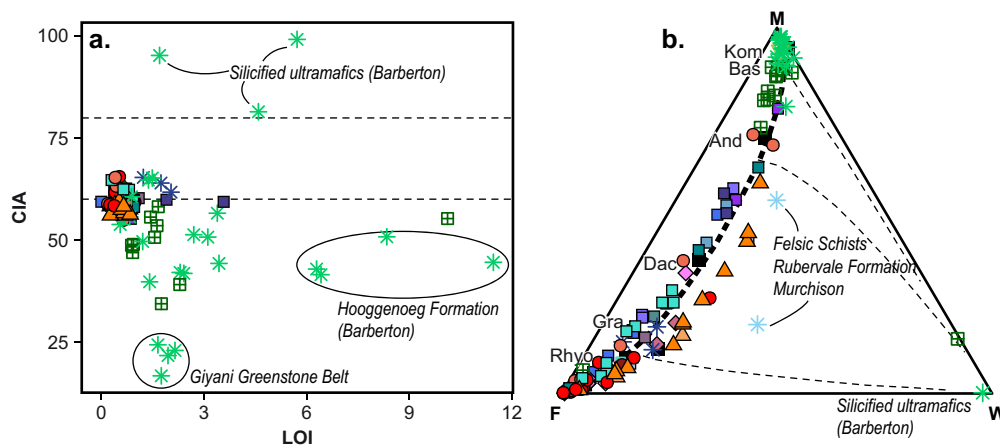 a.
100
75
50
25
CIA
0
3
6
9
12
LOI
Silicified ultramafics (Barberton)
Hooggenoeg Formation
(Barberton)
Giyani Greenstone Belt
b.
M
Kom
Bas
And
Dac
Gra
Rhyo
F
W
Felsic Schists
Rubervale Formation
Murchison
Silicified ultramafics
(Barberton)